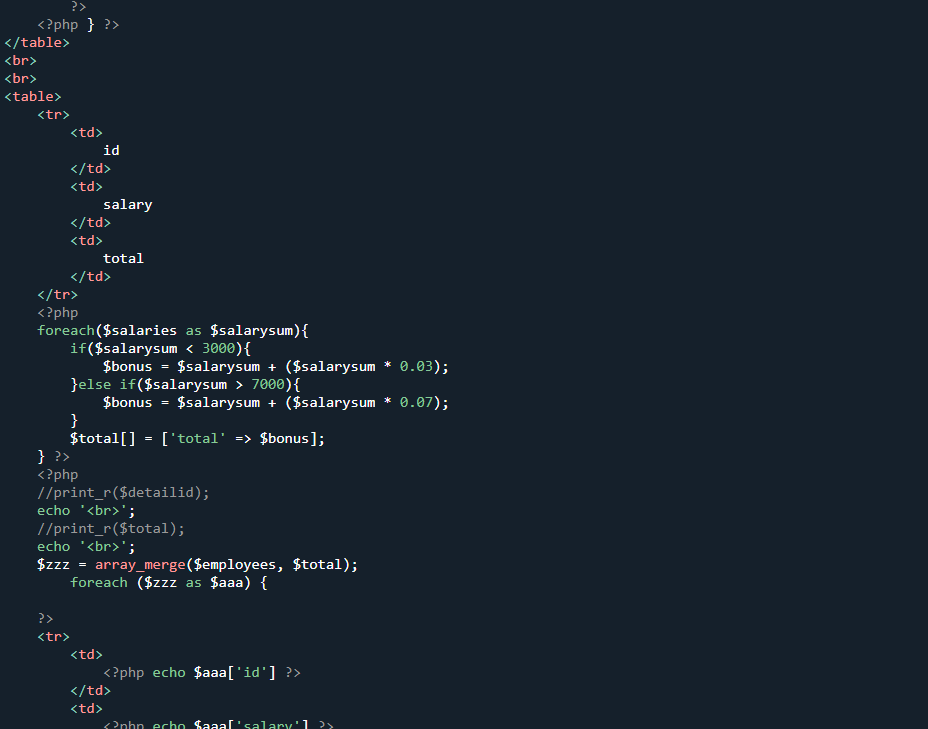 ?>
<?php } ?>
</table>
<br>
<br>
<table>
<tr>
<td>
id
</td>
<td>
salary
</td>
<td>
total
</td>
</tr>
<?php
foreach($salaries as $salarysum){
if($salarysum < 3000){
$bonus = $salarysum + ($salarysum * 0.03);
}else if($salarysum > 7000){
$bonus = $salarysum + ($salarysum * 0.07);
}
$total[] = ['total' => $bonus];
} ?>
<?php
//print_r($detailid);
echo '<br>';
//print_r($total);
echo '<br>';
$zzz = array_merge($employees, $total);
foreach ($zzz as $aaa) {
?>
<tr>
<td>
<?php echo $aaa['id'] ?>
</td>
<td>
<?php echo $aaa['salary'] ?>